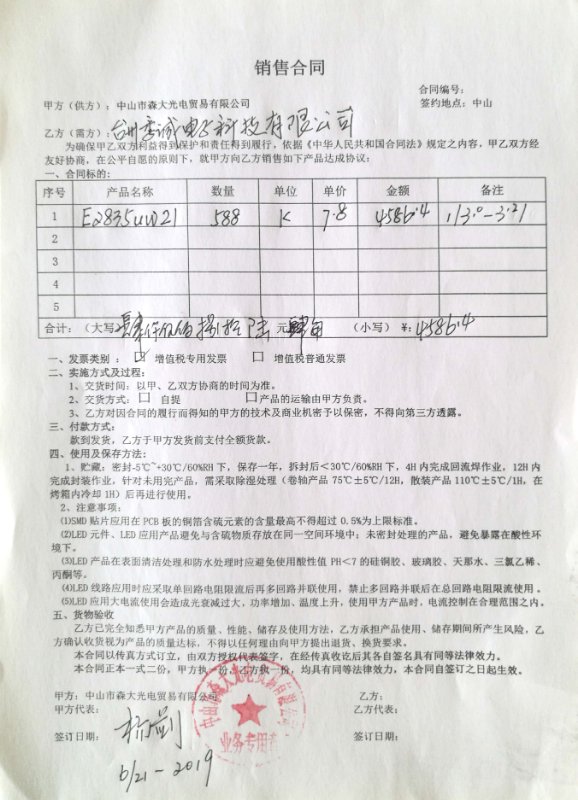 销售合同
合同编号：
甲方（供方）：中山市森大光电贸易有限公司 签约地点：中山
乙方（需方）：台州 诚电子科技有限公司
为确保甲乙双方利益得到保护和责任得到履行，依据《中华人民共和国合同法》规定之内容，甲乙双方经
友好协商，在公平自愿的原则下，就甲方向乙方销售如下产品达成协议：
一、合同标的：
序号 产品名称 数量 单位 单价 金额 备注
1 E2835UW21 588 K 7.8 4586.4 113.0-3.21
2
3
4
5
合计：（大写）肆仟伍佰捌拾陆元肆角 （小写）￥：4586.4
一、发票类别：☑ 增值税专用发票 □ 增值税普通发票
二、实施方式及过程：
1、交货时间：以甲、乙双方协商的时间为准。
2、交货方式：□ 自提 □产品的运输由甲方负责。
3、乙方对因合同的履行而得知的甲方的技术及商业机密予以保密，不得向第三方透露。
三、付款方式：
款到发货，乙方于甲方发货前支付全额货款。
四、使用及保存方法：
1、贮藏：密封-5℃~+30℃/60%RH下，保存一年，拆封后＜30℃/60%RH下，4H内完成回流焊作业，12H内
完成封装作业，针对未用完产品，需采取除湿处理（卷轴产品 75℃±5℃/12H，散装产品 110℃±5℃/1H，在
烤箱内冷却 1H）后再进行使用。
2、注意事项：
⑴SMD 贴片应用在 PCB 板的铜箔含硫元素的含量最高不得超过 0.5%为上限标准。
⑵LED 元件、LED 应用产品避免与含硫物质存放在同一空间环境中；未密封处理的产品，避免暴露在酸性环
境下。
⑶LED 产品在表面清洁处理和防水处理时应避免使用酸性值 PH＜7 的硅铜胶、玻璃胶、天那水、三氯乙稀、
丙酮等。
⑷LED 线路应用时应采取单回路电阻限流后再多回路并联使用，禁止多回路并联后在总回路电阻限流使用。
⑸LED 应用大电流使用会造成光衰减过大，功率增加、温度上升，使用甲方产品时，电流控制在合理范围之内。
五、货物验收
乙方已完全知悉甲方产品的质量、性能、储存及使用方法，乙方承担产品使用、储存期间所产生风险，乙
方确认收货视为产品的质量达标，不得以任何理由向甲方提出退货、换货要求。
本合同以传真方式订立，由双方授权代表签字，在经传真收讫后其各自签名具有同等法律效力。
本合同正本一式二份，甲方执一份乙方执一份，均具有同等法律效力。本合同自签订之日起生效。
甲方：中山市森大光电贸易有限公司 乙方：
甲方代表： 乙方代表：
签订日期： 签订日期：
6/21-2019
中山市森大光电贸易有限公司
业务专用章